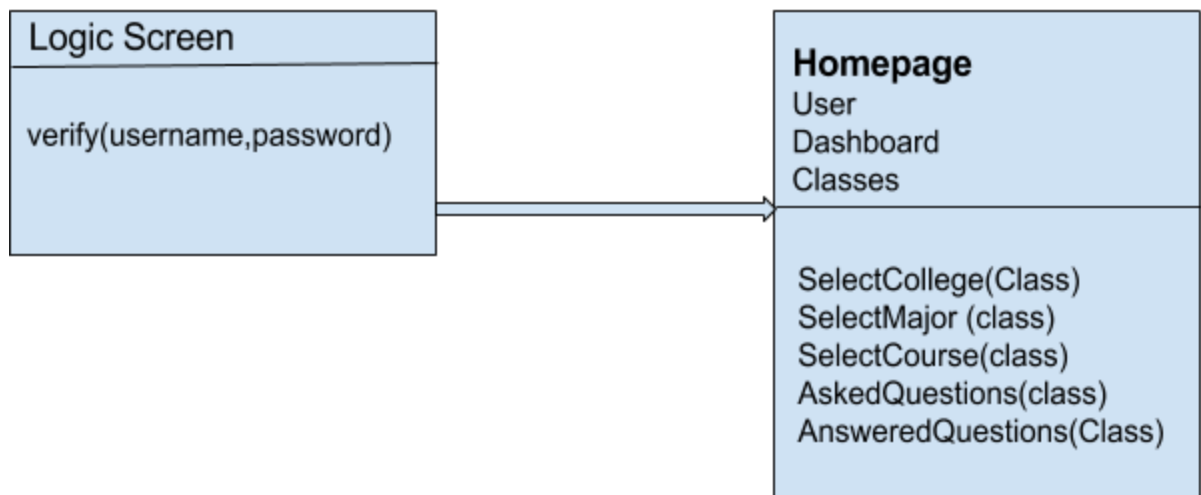 Logic Screen
verify(username,password)
Homepage
User
Dashboard
Classes
SelectCollege(Class)
SelectMajor (class)
SelectCourse(class)
AskedQuestions(class)
AnsweredQuestions(Class)